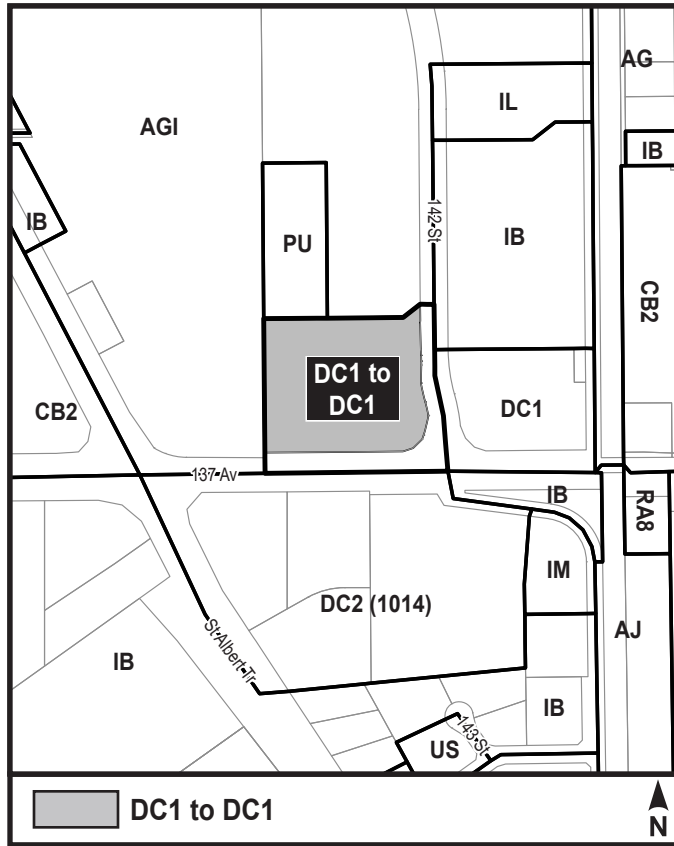 AG
IL
AGI
IB
IB
142 St
IB
PU
CB2
DC1 to
DC1
DC1
CB2
137 Av
IB
RA8
IM
DC2 (1014)
AJ
St Albert Tr
IB
IB
143 St
US
DC1 to DC1
N